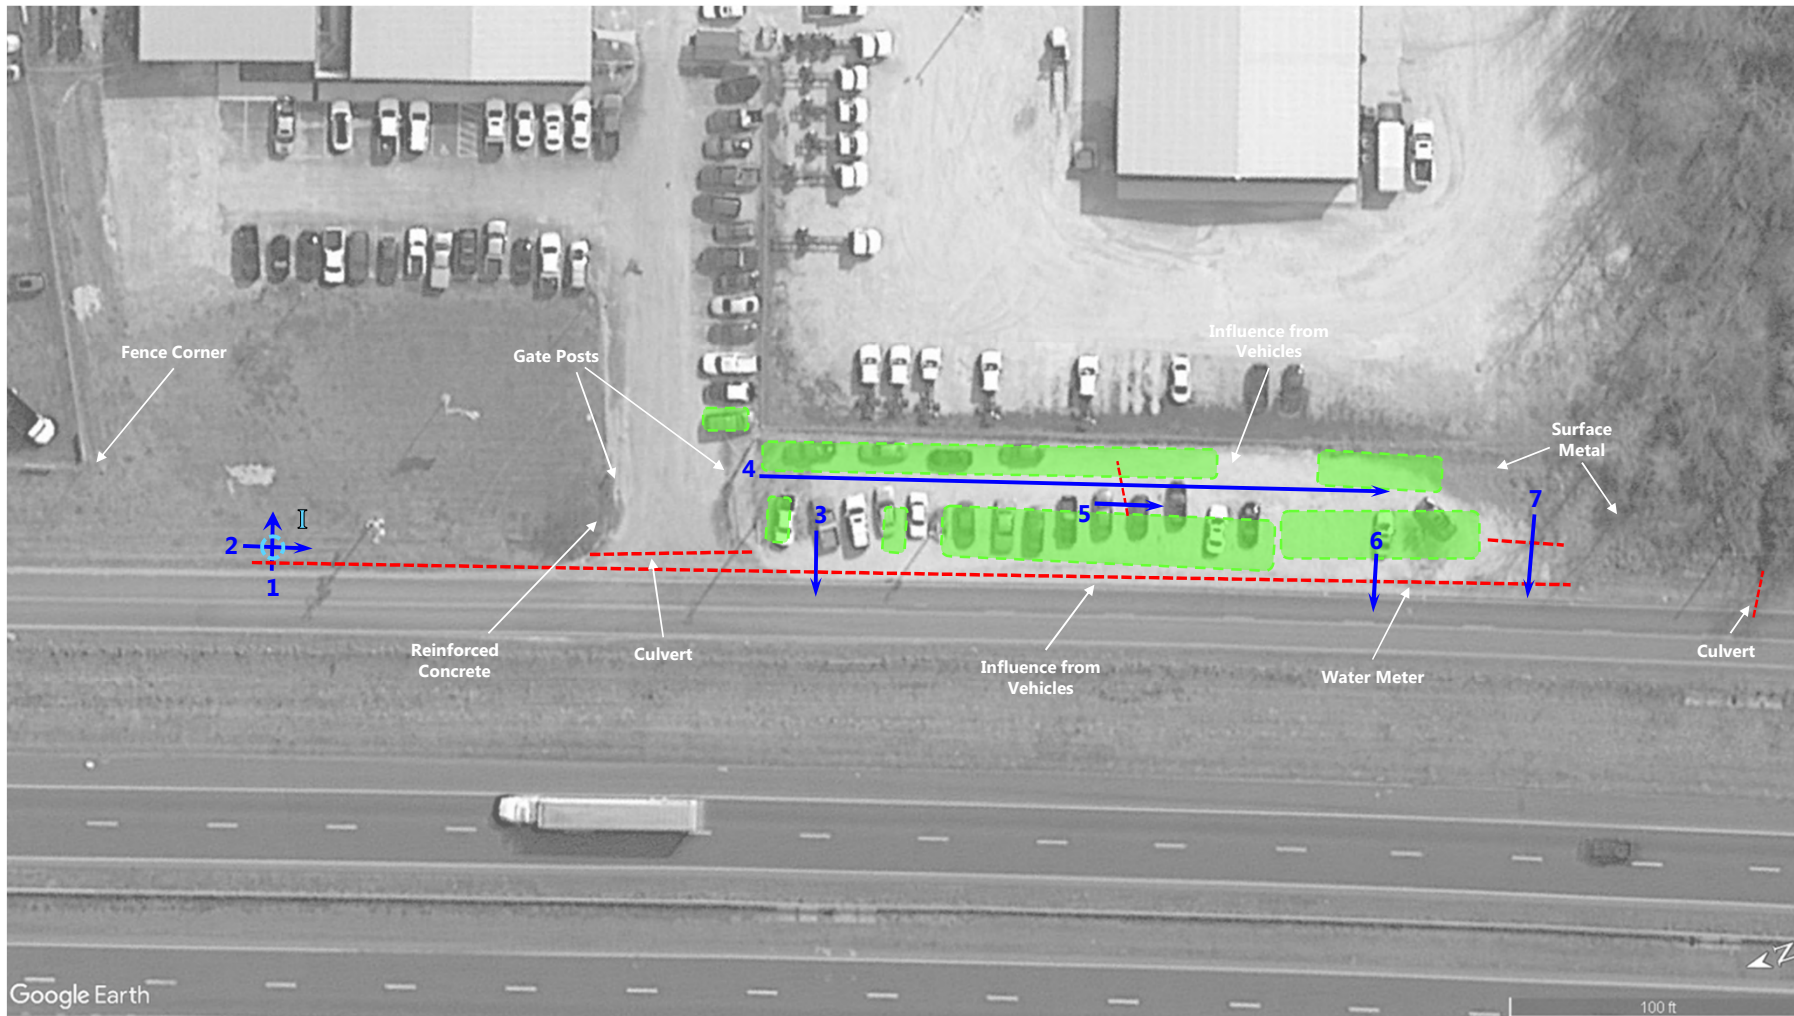 Influence from
Vehicles
Fence Corner
Gate Posts
Surface
Metal
4
7
I
3
5
2
6
1
Reinforced
Concrete
Culvert
Influence from
Vehicles
Water Meter
Culvert
N
Google Earth
100 ft